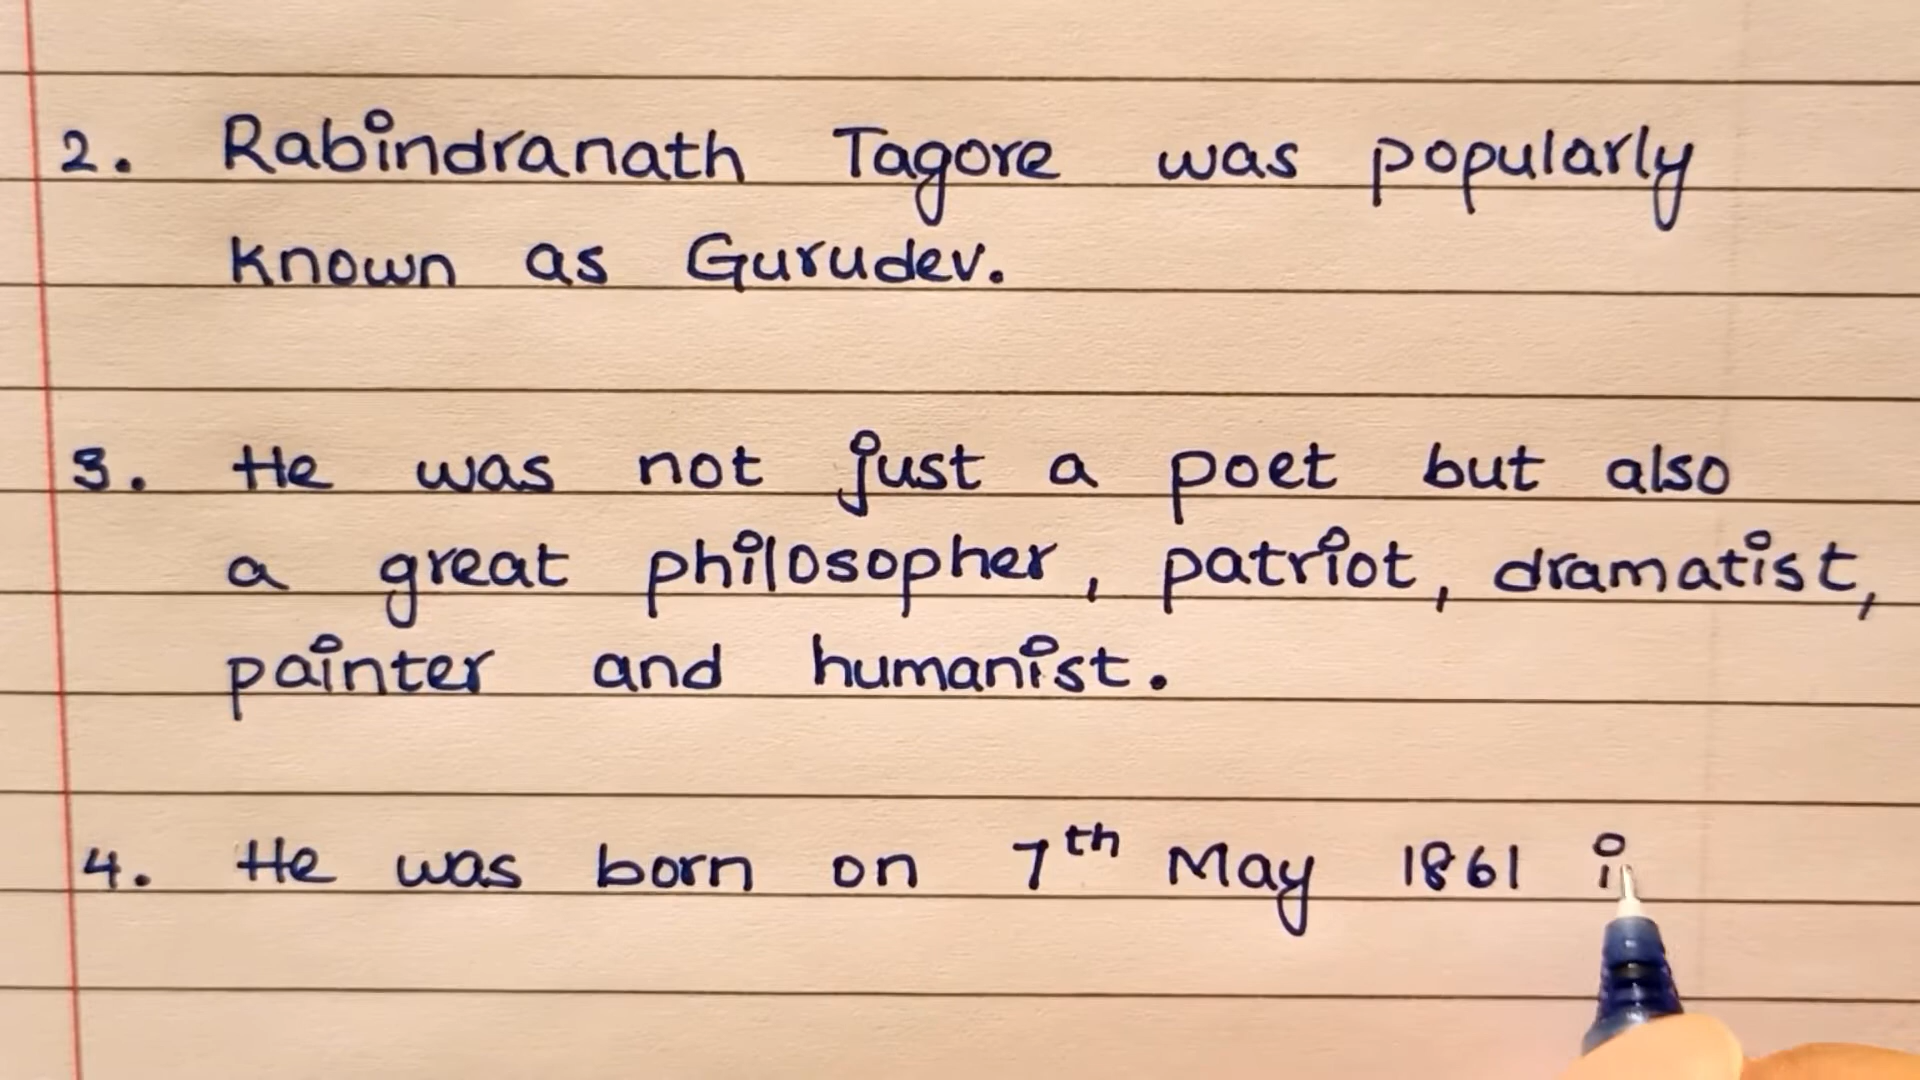 2. Rabindranath Tagore was popularly
known as Gurudev.
3. He was not just a poet but also
a great philosopher, patriot, dramatist,
painter and humanist.
4. He was born on 7th May 1861 i